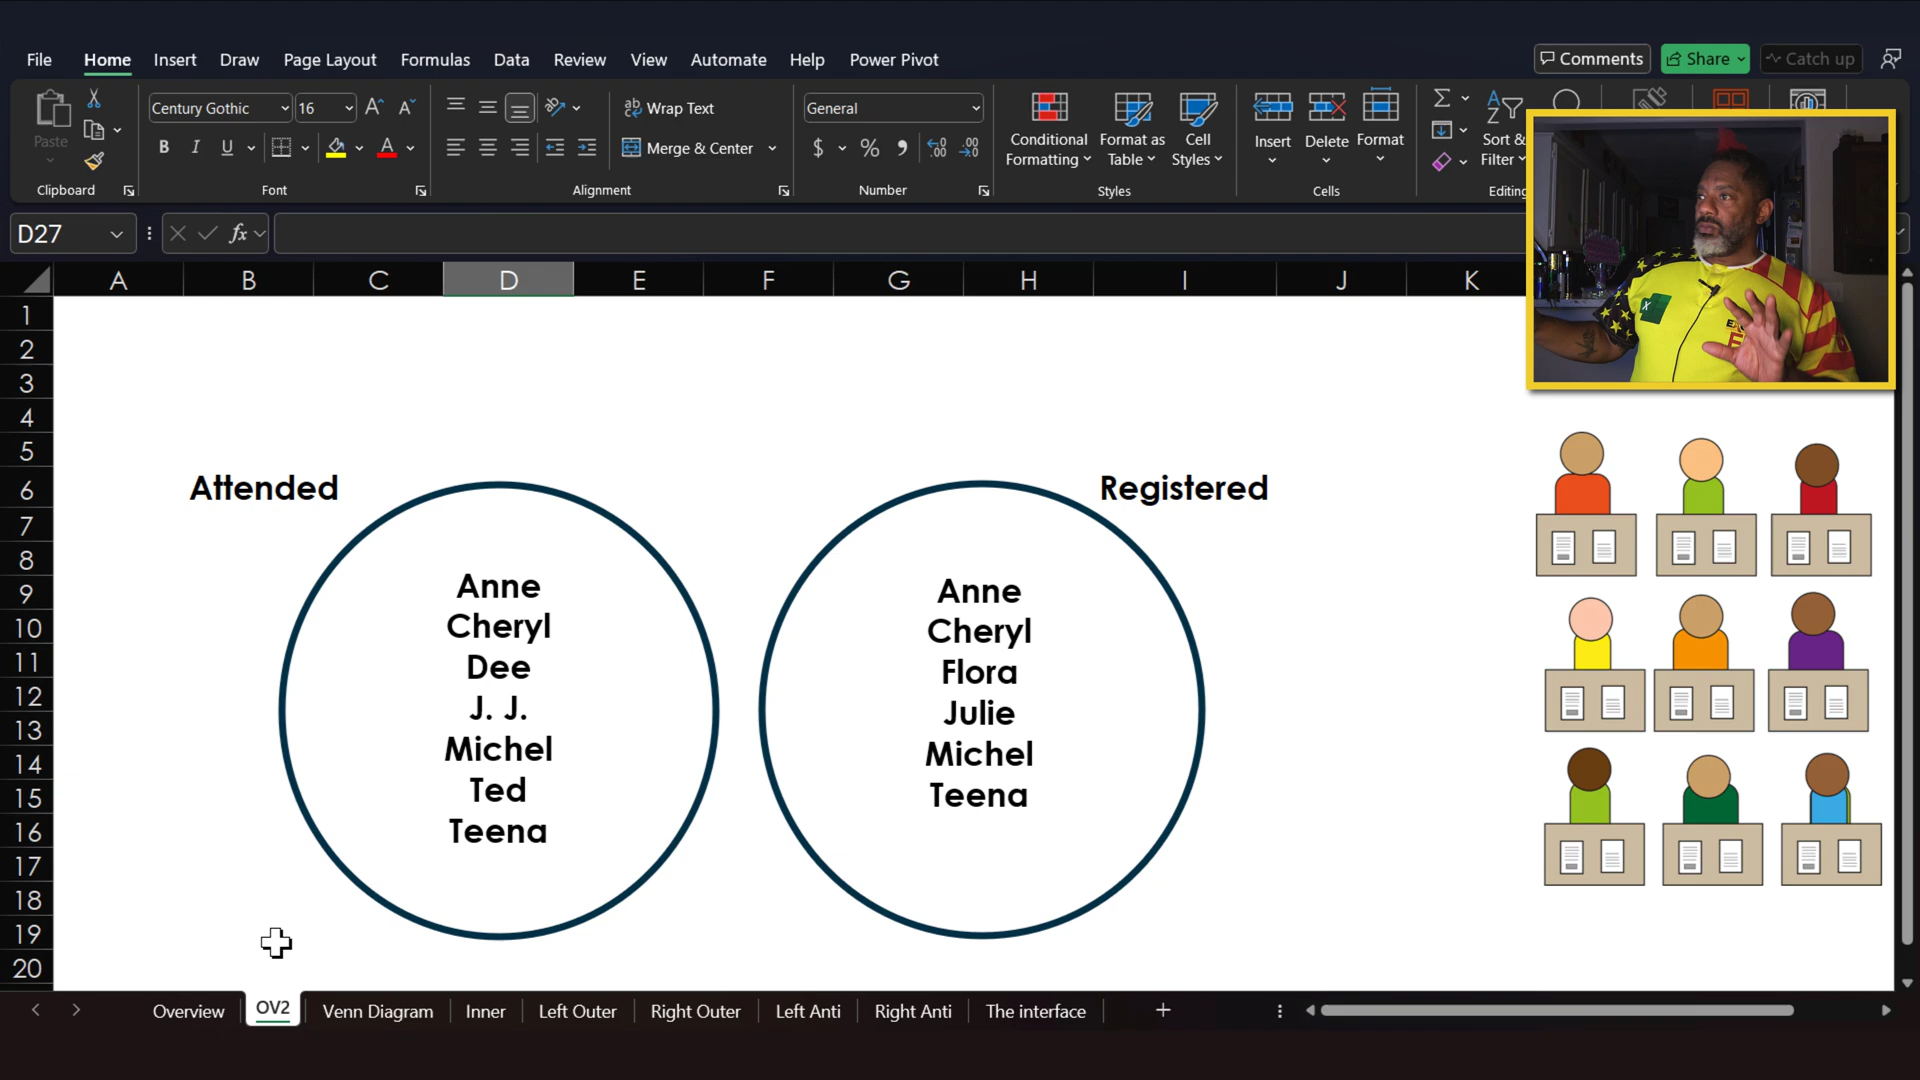 File Home Insert Draw Page Layout Formulas Data Review View Automate Help Power Pivot Comments Share Catch up
Paste Century Gothic 16 Wrap Text General
B I U A Merge & Center $ % Conditional Formatting Format as Table Cell Styles Insert Delete Format Sort & Filter
Clipboard Font Alignment Number Styles Cells Editing
D27 fx
A B C D E F G H I J K
1
2
3
4
5
6
7
8
9
10
11
12
13
14
15
16
17
18
19
20
Attended
Anne
Cheryl
Dee
J. J.
Michel
Ted
Teena
Registered
Anne
Cheryl
Flora
Julie
Michel
Teena
Overview OV2 Venn Diagram Inner Left Outer Right Outer Left Anti Right Anti The interface